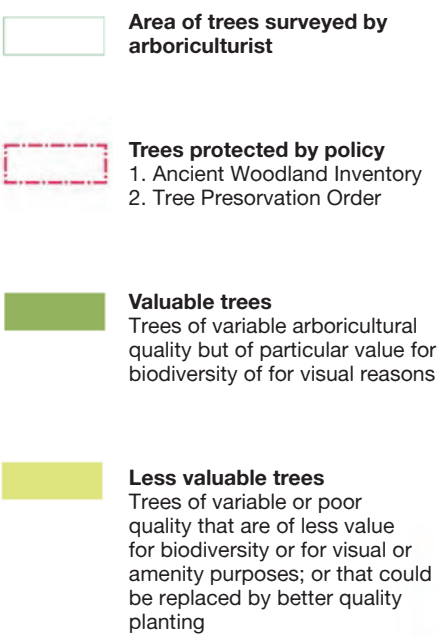 Area of trees surveyed by
arboriculturist
Trees protected by policy
1. Ancient Woodland Inventory
2. Tree Presorvation Order
Valuable trees
Trees of variable arboricultural
quality but of particular value for
biodiversity of for visual reasons
Less valuable trees
Trees of variable or poor
quality that are of less value
for biodiversity or for visual or
amenity purposes; or that could
be replaced by better quality
planting